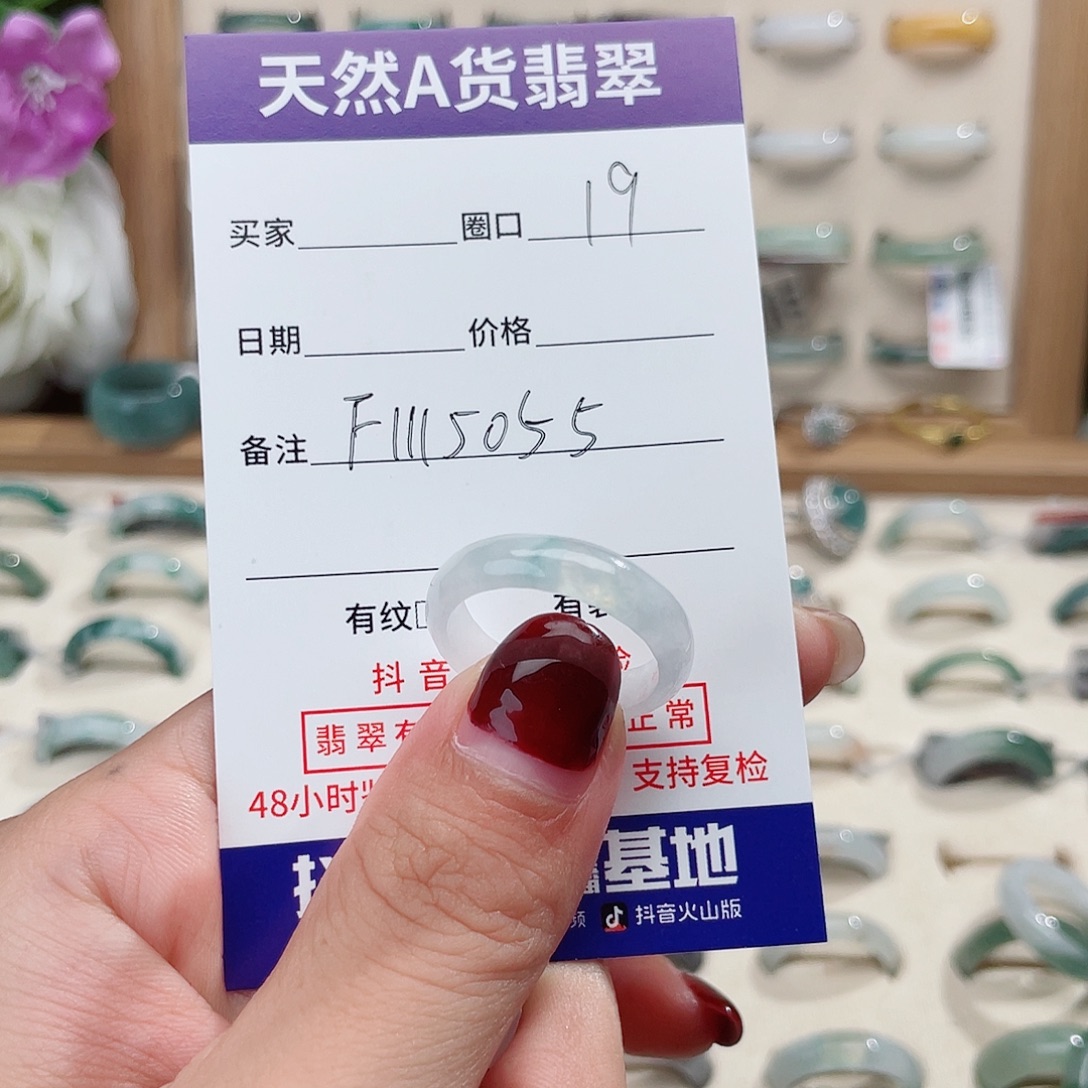 天然A货翡翠
买家 圈口 19
日期 价格
备注 F1115055
有纹
抖音
翡翠有 正常
48小时 支持复检
基地
频 抖音火山版